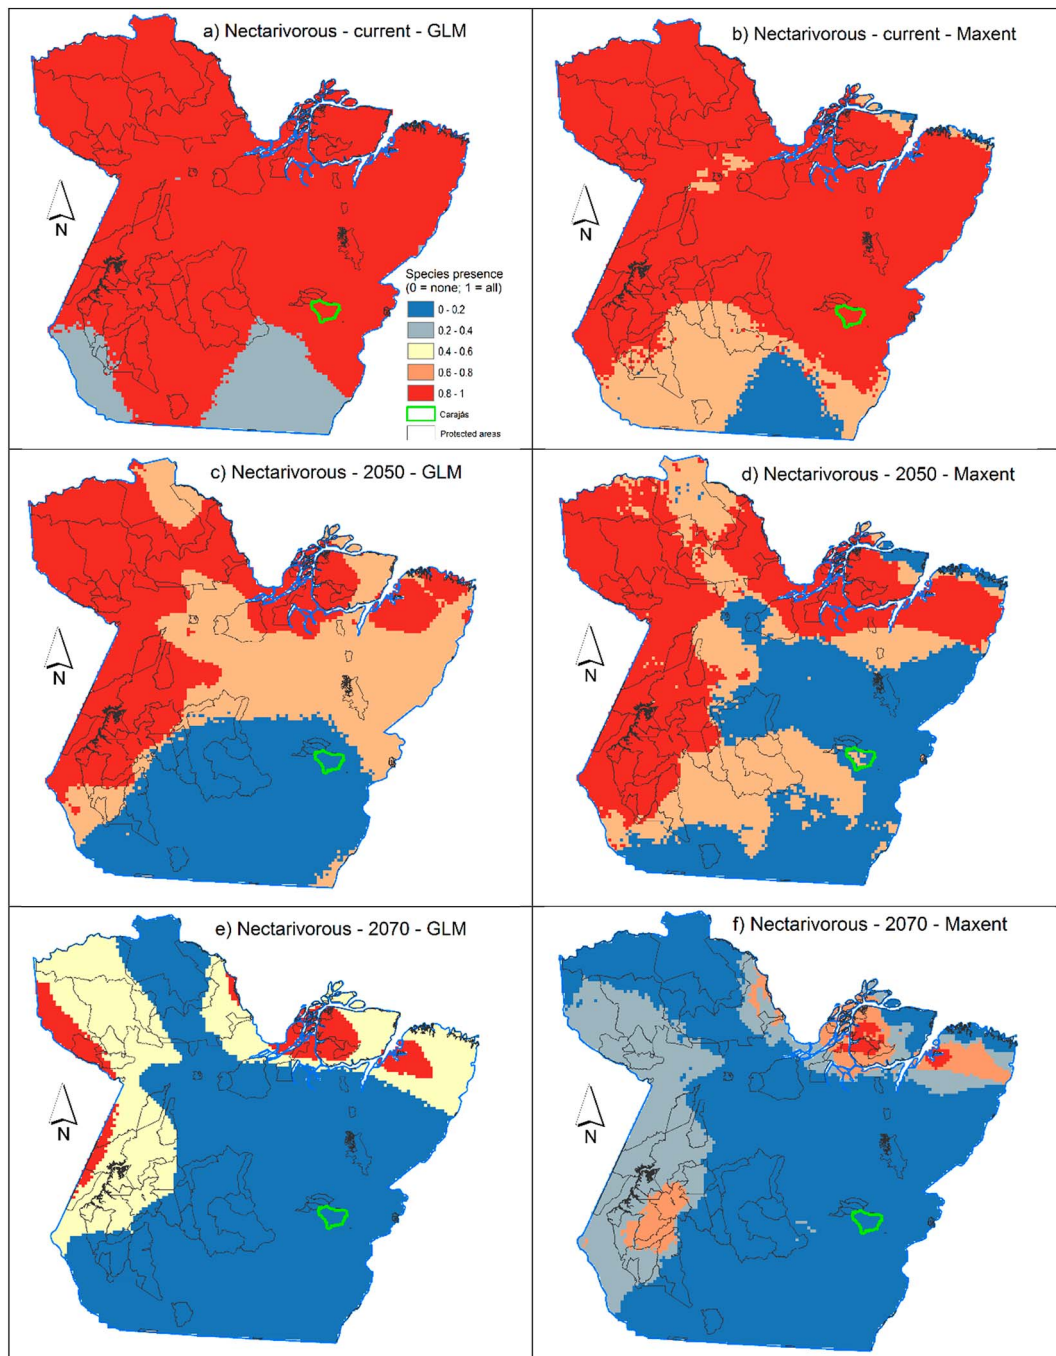 a) Nectarivorous - current - GLM
b) Nectarivorous - current - Maxent
N
N
Species presence
(0 = none; 1 = all)
0 - 0.2
0.2 - 0.4
0.4 - 0.6
0.6 - 0.8
0.8 - 1
Carajás
Protected areas
c) Nectarivorous - 2050 - GLM
d) Nectarivorous - 2050 - Maxent
N
N
e) Nectarivorous - 2070 - GLM
f) Nectarivorous - 2070 - Maxent
N
N